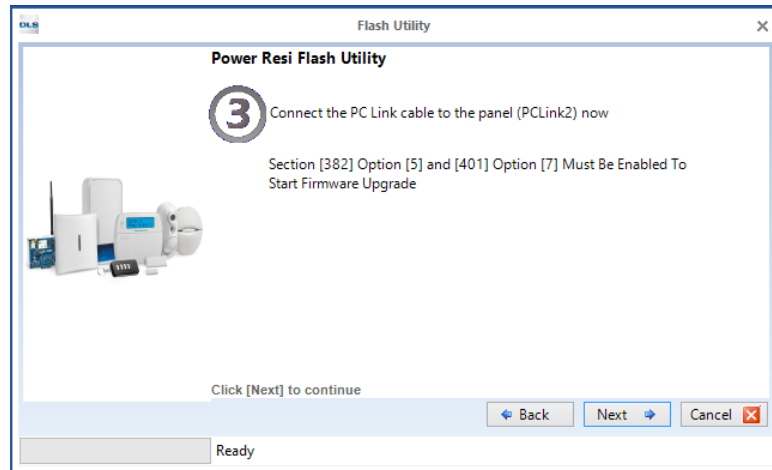 DLS
Flash Utility
Power Resi Flash Utility
3
Connect the PC Link cable to the panel (PCLink2) now
Section [382] Option [5] and [401] Option [7] Must Be Enabled To
Start Firmware Upgrade
Click [Next] to continue
Back
Next
Cancel
Ready